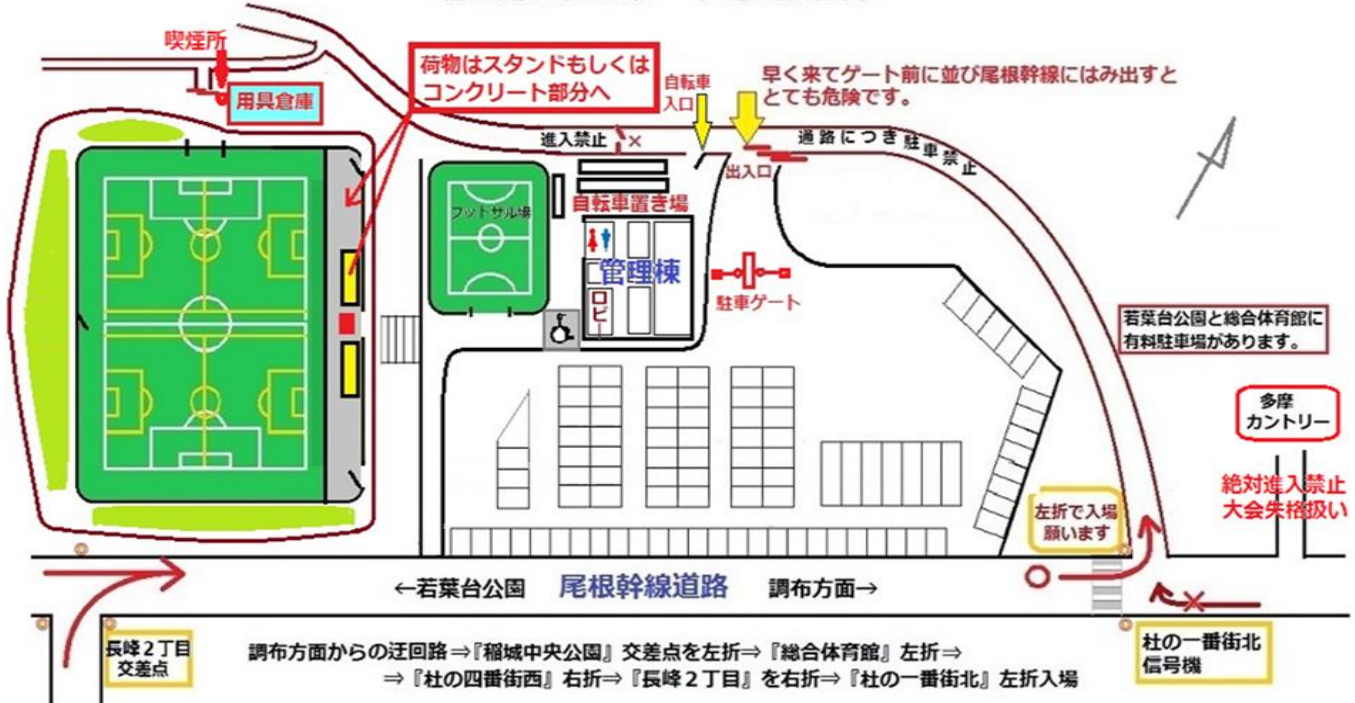 喫煙所
用具倉庫
荷物はスタンドもしくは
コンクリート部分へ
自転車
入口
早く来てゲート前に並び尾根幹線にはみ出すと
とても危険です。
進入禁止
×
通路につき駐車禁止
出入口
フットサル場
自転車置き場
管理棟
ロビー
駐車ゲート
若葉台公園と総合体育館に
有料駐車場があります。
多摩
カントリー
絶対進入禁止
大会失格扱い
左折で入場
願います
←若葉台公園 尾根幹線道路 調布方面→
長峰２丁目
交差点
調布方面からの迂回路⇒『稲城中央公園』交差点を左折⇒『総合体育館』左折⇒
⇒『杜の四番街西』右折⇒『長峰２丁目』を右折⇒『杜の一番街北』左折入場
杜の一番街北
信号機